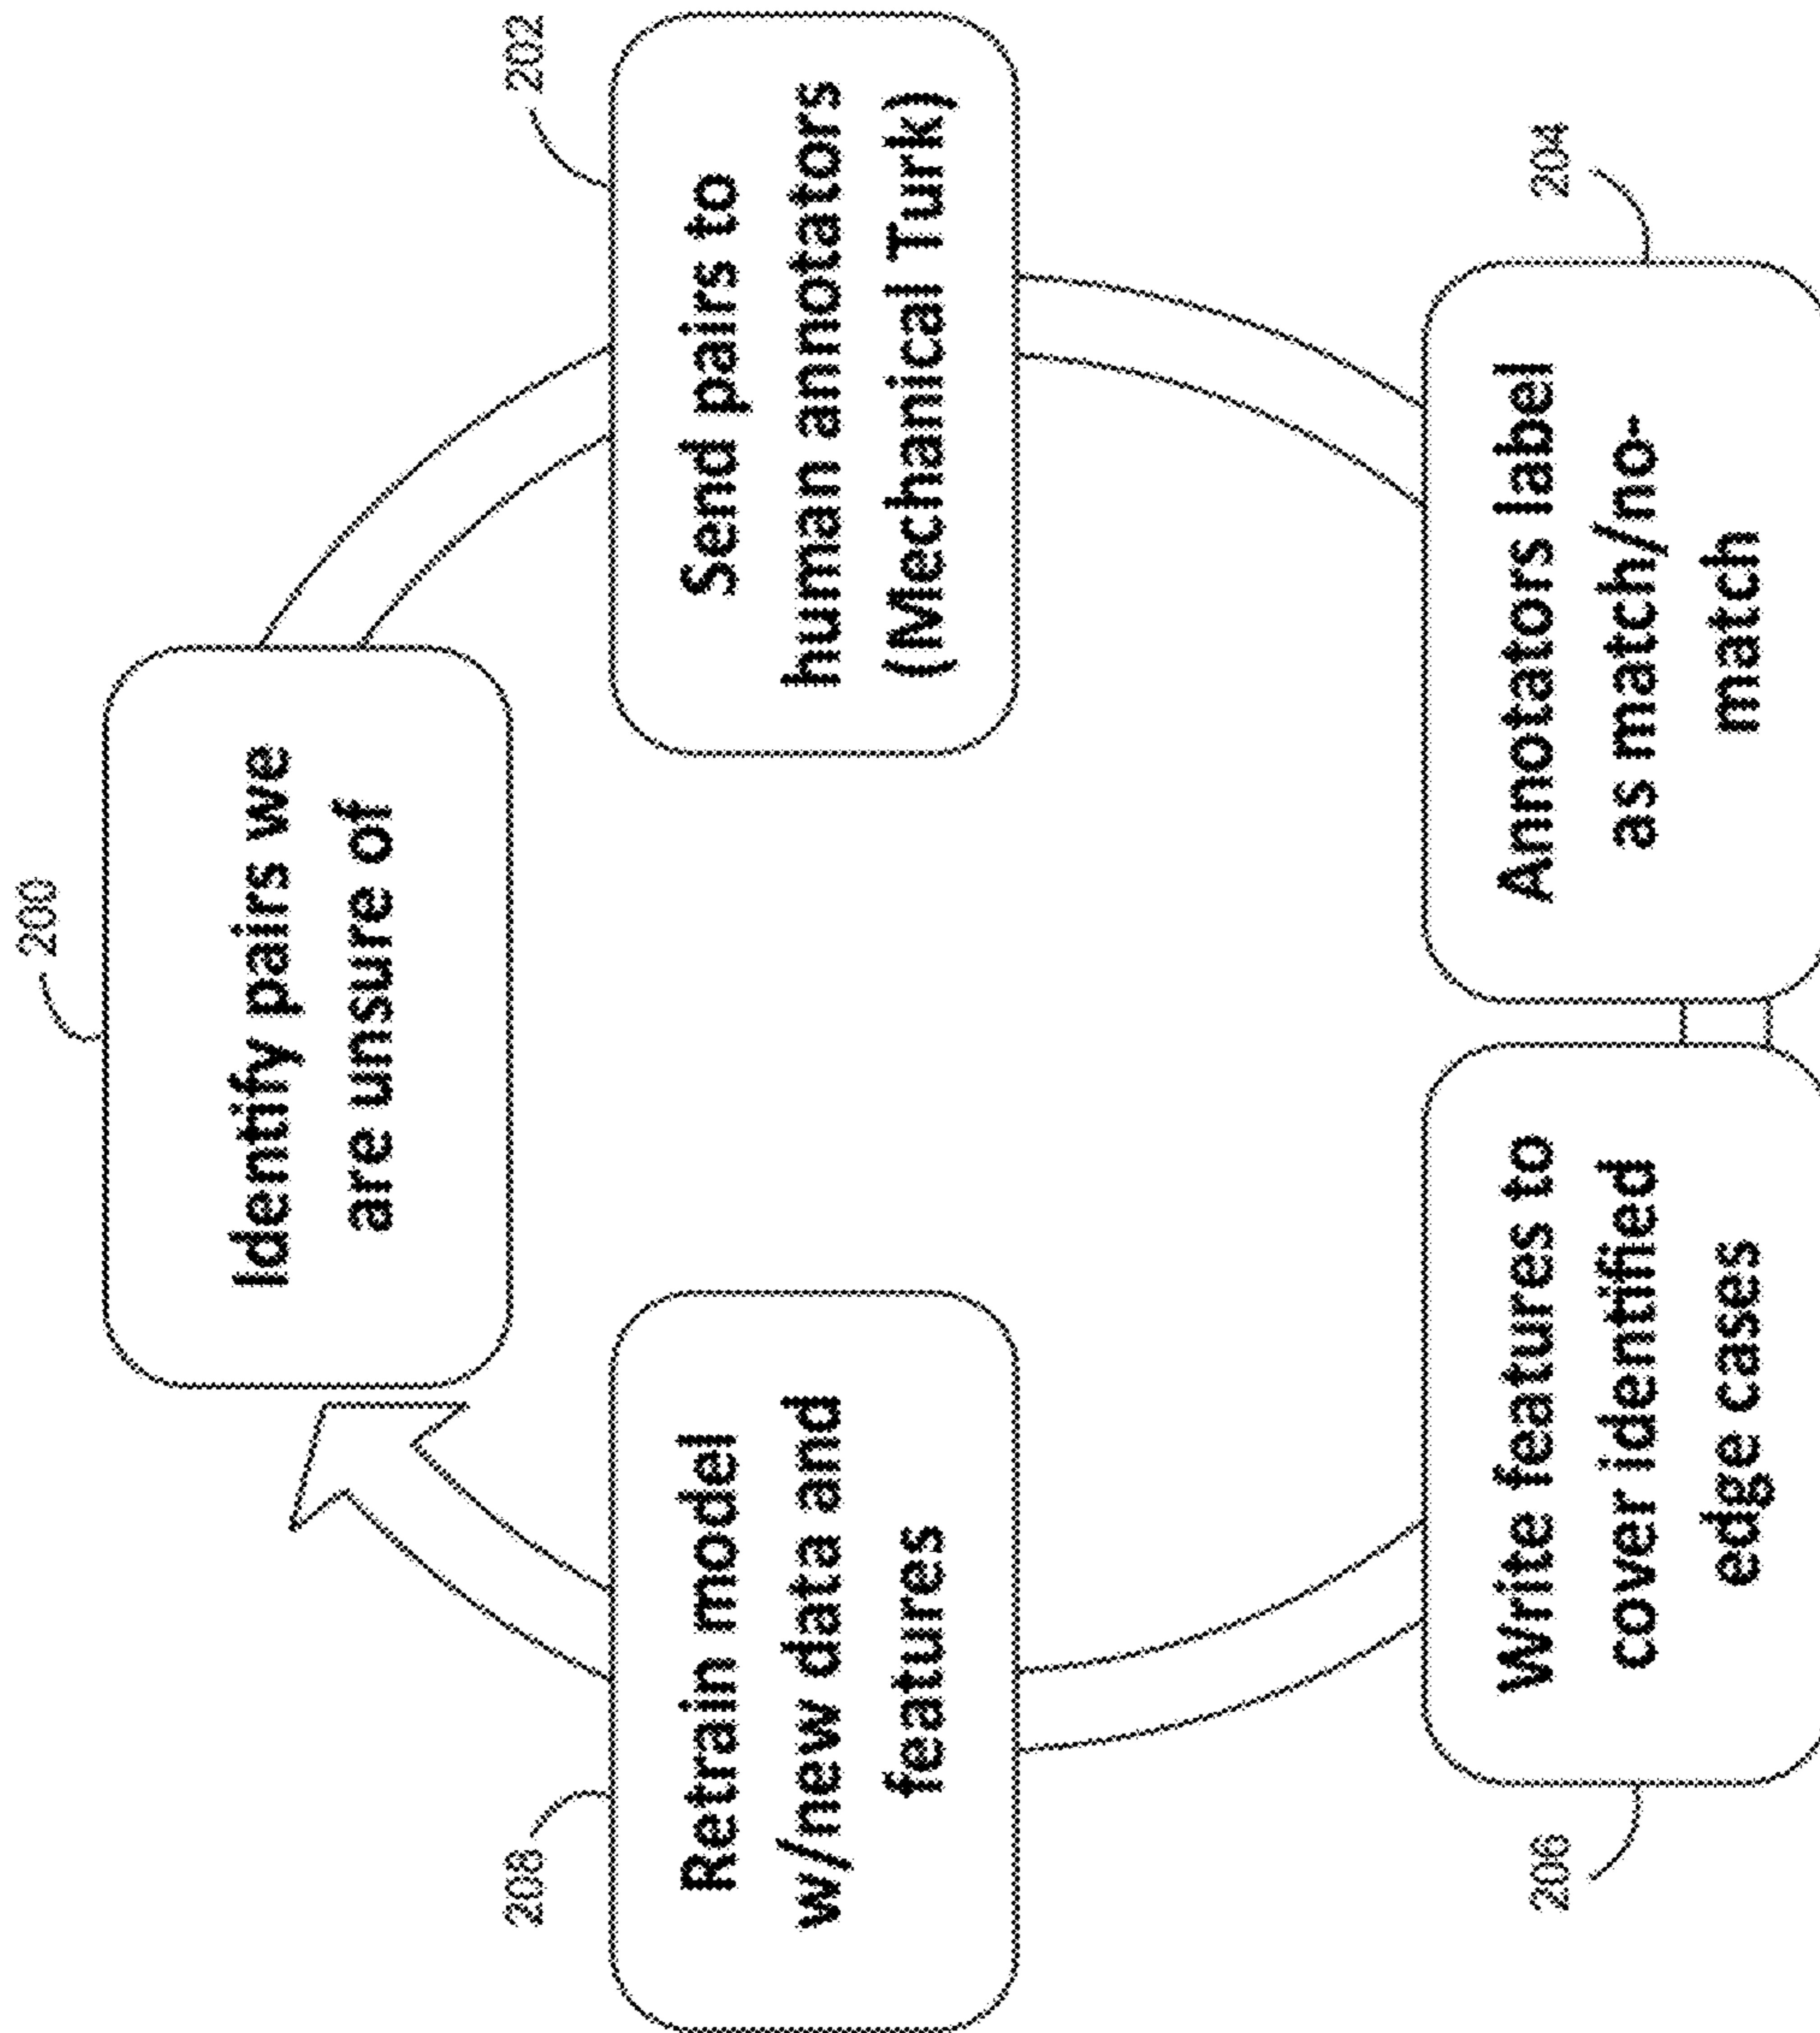 200
Identify pairs we
are unsure of
202
Send pairs to
human annotators
(Mechanical Turk)
204
Annotators label
as match/no-
match
206
Write features to
cover identified
edge cases
208
Retrain model
w/new data and
features